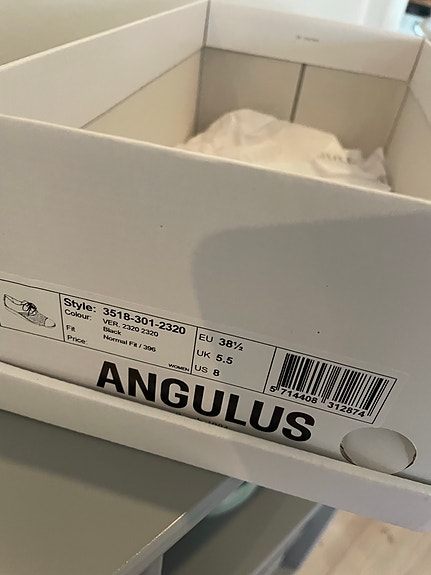 Style: 3518-301-2320
Colour: VER. 2320 2320
Black
Fit Normal Fit / 396
Price:
WOMEN
EU 38½
UK 5.5
US 8
5 714408 312874
ANGULUS